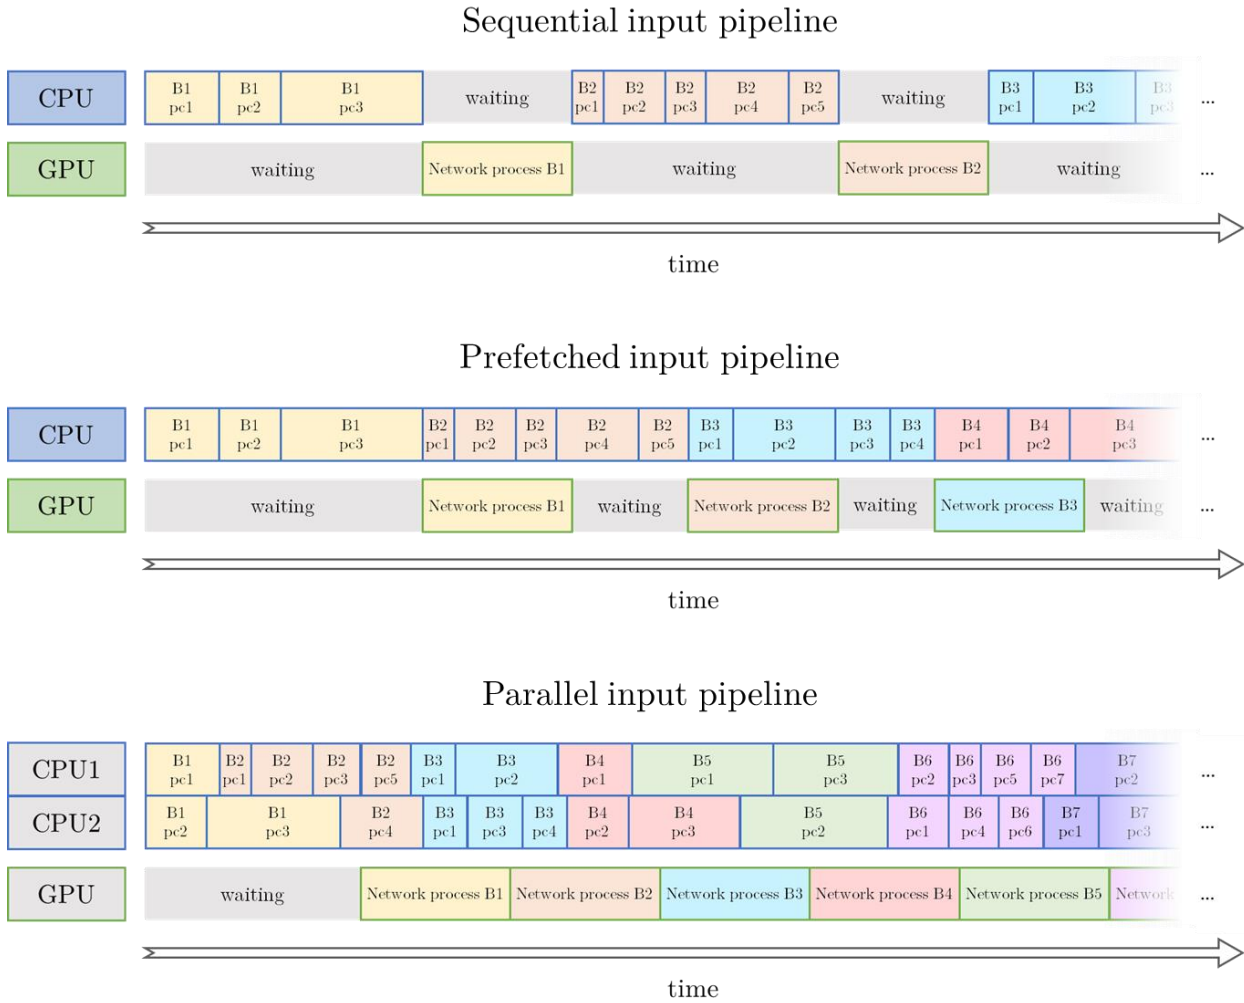 Sequential input pipeline
CPU
B1 B1 B1 waiting B2 B2 B2 B2 B2 waiting B3 B3 B3
pc1 pc2 pc3 pc1 pc2 pc3 pc4 pc5 pc1 pc2 pc3
...
GPU
waiting Network process B1 waiting Network process B2 waiting ...
time
Prefetched input pipeline
CPU
B1 B1 B1 B2 B2 B2 B2 B2 B3 B3 B3 B3 B4 B4 B4
pc1 pc2 pc3 pc1 pc2 pc3 pc4 pc5 pc1 pc2 pc3 pc4 pc1 pc2 pc3
...
GPU
waiting Network process B1 waiting Network process B2 waiting Network process B3 waiting ...
time
Parallel input pipeline
CPU1
B1 B2 B2 B2 B2 B3 B3 B4 B5 B5 B6 B6 B6 B6 B7
pc1 pc1 pc2 pc3 pc5 pc1 pc2 pc1 pc1 pc3 pc2 pc3 pc5 pc7 pc2
...
CPU2
B1 B1 B2 B3 B3 B3 B4 B4 B5 B6 B6 B6 B7 B7
pc2 pc3 pc4 pc1 pc3 pc4 pc2 pc3 pc2 pc1 pc4 pc6 pc1 pc3
...
GPU
waiting Network process B1 Network process B2 Network process B3 Network process B4 Network process B5 Network ...
time